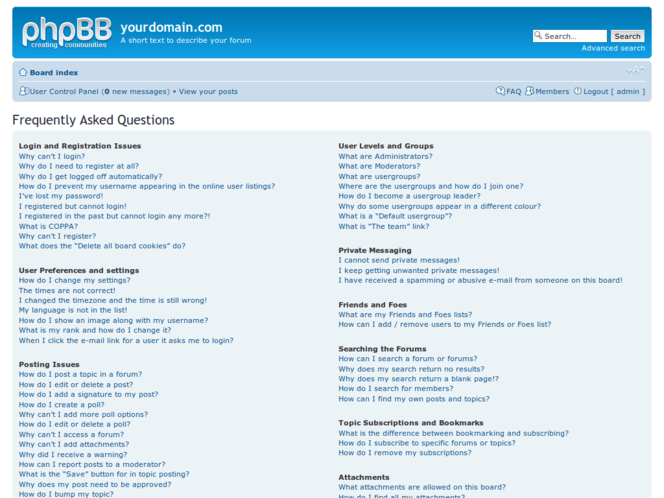 phpBB
creating communities
yourdomain.com
A short text to describe your forum
Search...
Search
Advanced search
Board index
User Control Panel (0 new messages) • View your posts
FAQ Members Logout [ admin ]
Frequently Asked Questions
Login and Registration Issues
Why can't I login?
Why do I need to register at all?
Why do I get logged off automatically?
How do I prevent my username appearing in the online user listings?
I've lost my password!
I registered but cannot login!
I registered in the past but cannot login any more?!
What is COPPA?
Why can't I register?
What does the "Delete all board cookies" do?
User Preferences and settings
How do I change my settings?
The times are not correct!
I changed the timezone and the time is still wrong!
My language is not in the list!
How do I show an image along with my username?
What is my rank and how do I change it?
When I click the e-mail link for a user it asks me to login?
Posting Issues
How do I post a topic in a forum?
How do I edit or delete a post?
How do I add a signature to my post?
How do I create a poll?
Why can't I add more poll options?
How do I edit or delete a poll?
Why can't I access a forum?
Why can't I add attachments?
Why did I receive a warning?
How can I report posts to a moderator?
What is the "Save" button for in topic posting?
Why does my post need to be approved?
How do I bump my topic?
User Levels and Groups
What are Administrators?
What are Moderators?
What are usergroups?
Where are the usergroups and how do I join one?
How do I become a usergroup leader?
Why do some usergroups appear in a different colour?
What is a "Default usergroup"?
What is "The team" link?
Private Messaging
I cannot send private messages!
I keep getting unwanted private messages!
I have received a spamming or abusive e-mail from someone on this board!
Friends and Foes
What are my Friends and Foes lists?
How can I add / remove users to my Friends or Foes list?
Searching the Forums
How can I search a forum or forums?
Why does my search return no results?
Why does my search return a blank page!?
How do I search for members?
How can I find my own posts and topics?
Topic Subscriptions and Bookmarks
What is the difference between bookmarking and subscribing?
How do I subscribe to specific forums or topics?
How do I remove my subscriptions?
Attachments
What attachments are allowed on this board?
How do I find all my attachments?